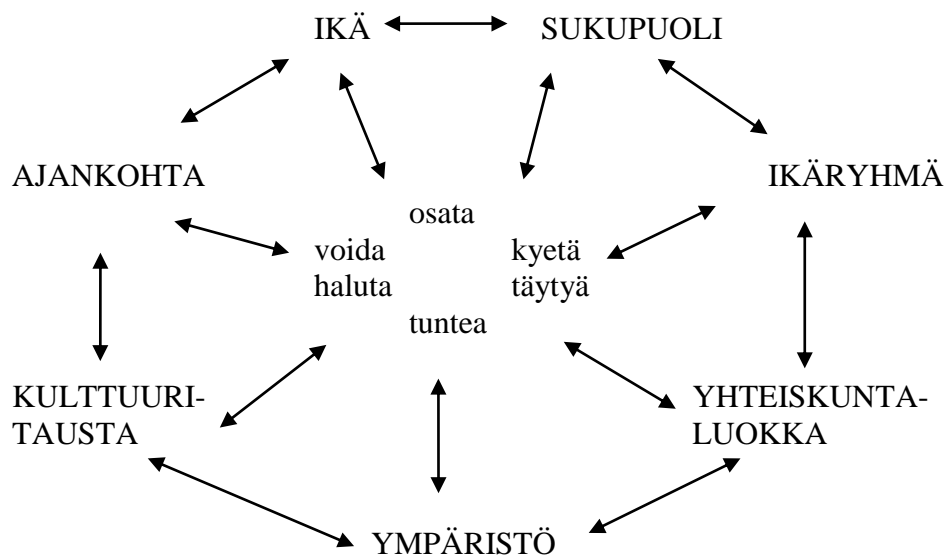 IKÄ SUKUPUOLI
AJANKOHTA IKÄRYHMÄ
osata
voida kyetä
haluta täytyä
tuntea
KULTTUURI- YHTEISKUNTA-
TAUSTA LUOKKA
YMPÄRISTÖ